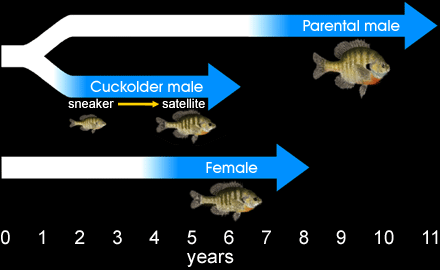 Parental male
Cuckolder male
sneaker satellite
Female
0 1 2 3 4 5 6 7 8 9 10 11
years